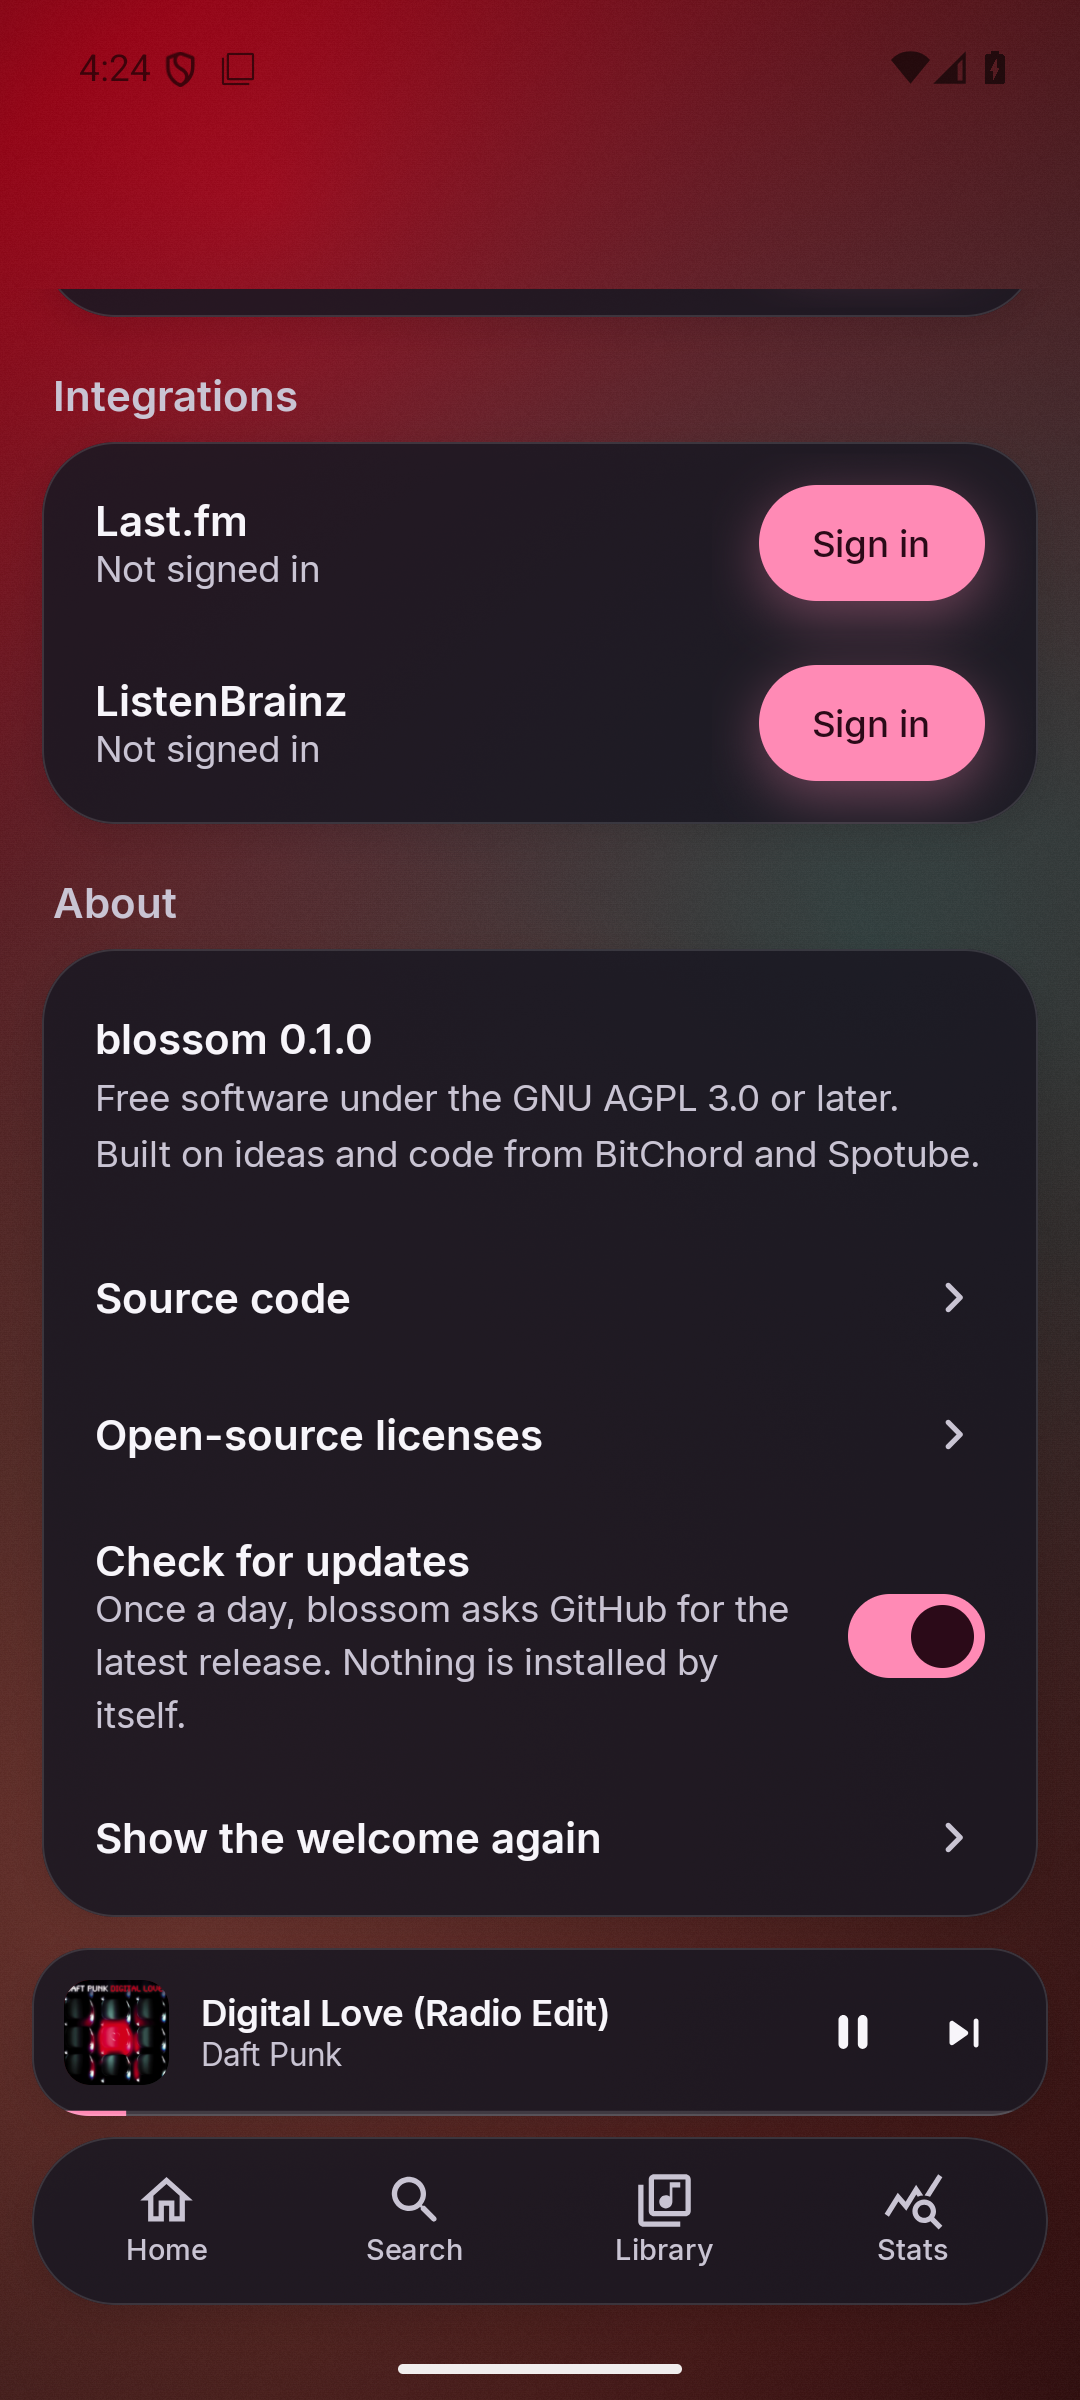 4:24
Integrations
Last.fm
Not signed in
Sign in
ListenBrainz
Not signed in
Sign in
About
blossom 0.1.0
Free software under the GNU AGPL 3.0 or later.
Built on ideas and code from BitChord and Spotube.
Source code
Open-source licenses
Check for updates
Once a day, blossom asks GitHub for the
latest release. Nothing is installed by
itself.
Show the welcome again
PUNK DIGITAL
Digital Love (Radio Edit)
Daft Punk
Home
Search
Library
Stats